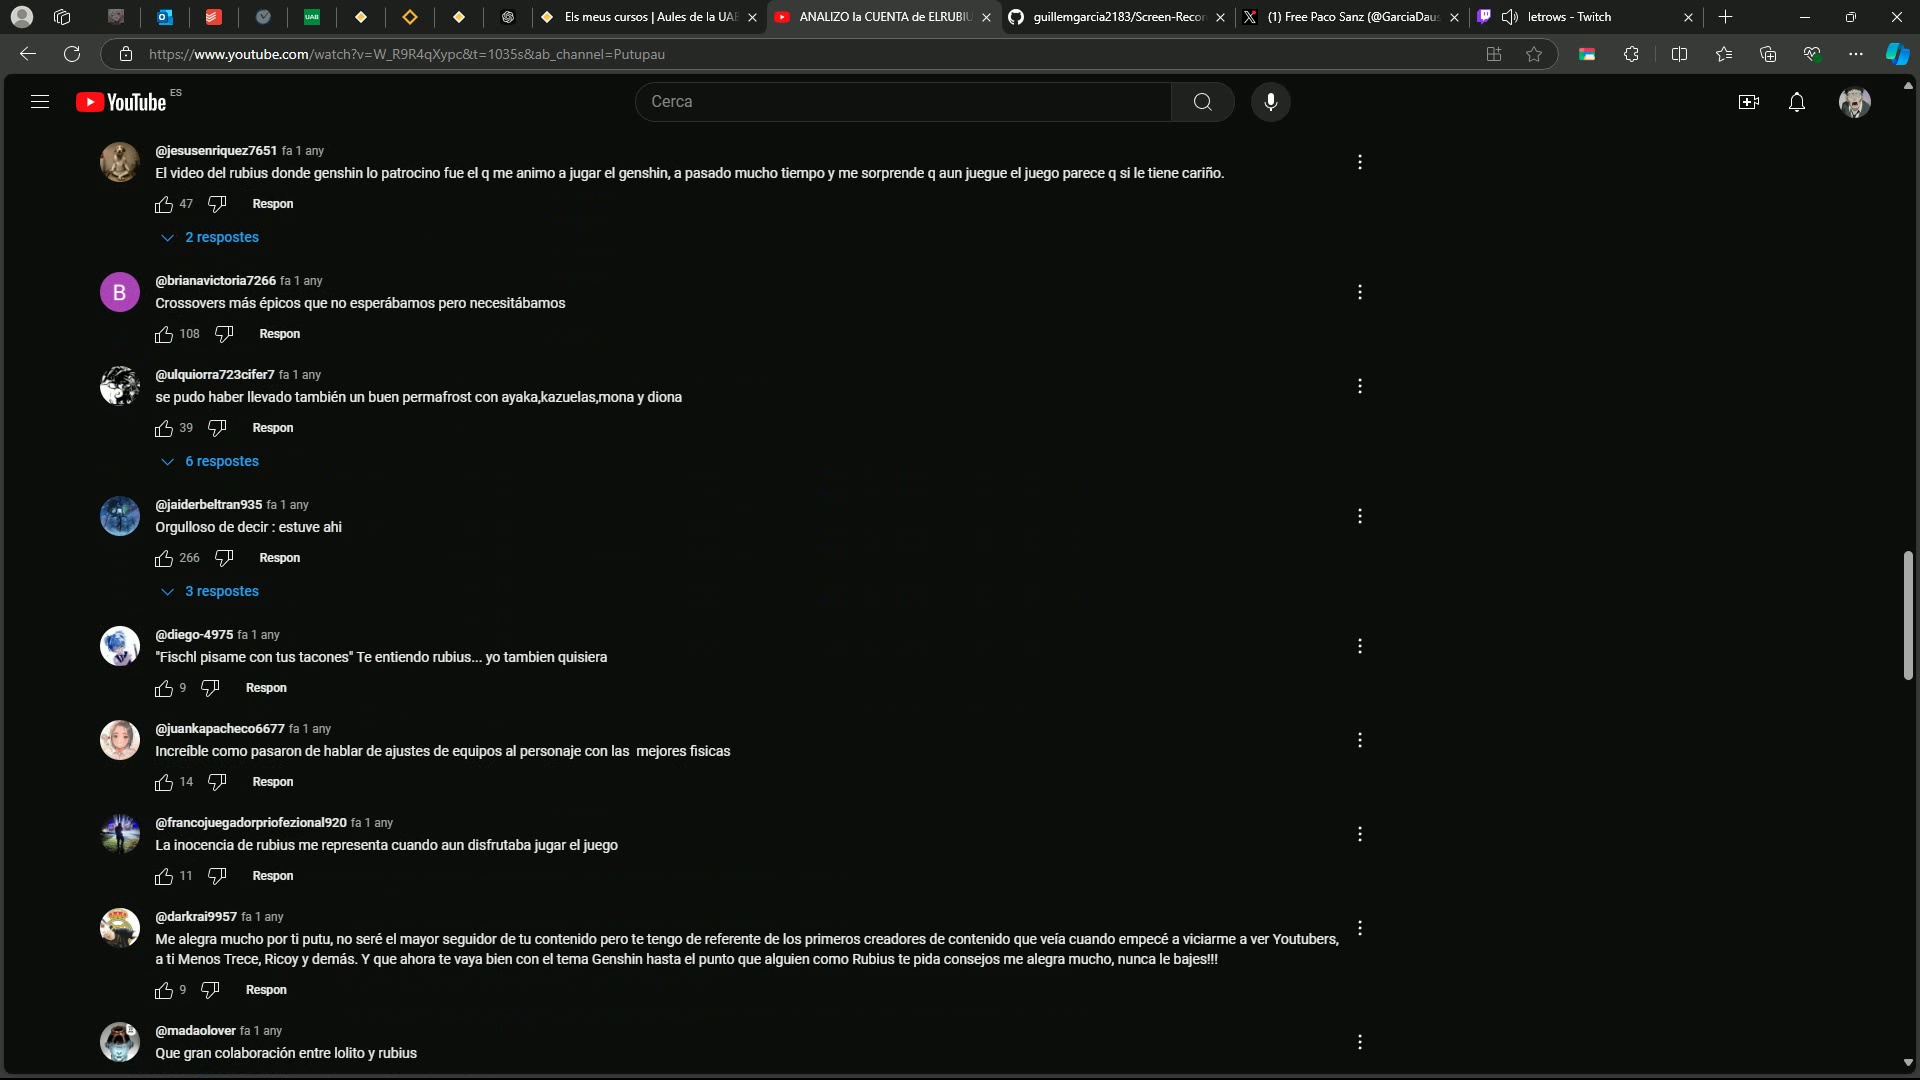 UAB
Els meus cursos | Aules de la UAB
ANALIZO la CUENTA de ELRUBIU
guillemgarcia2183/Screen-Recor
(1) Free Paco Sanz (@GarciaDaus
letrows - Twitch
https://www.youtube.com/watch?v=W_R9R4qXypc&t=1035s&ab_channel=Putupau
YouTube ES
Cerca
@jesusenriquez7651 fa 1 any
El video del rubius donde genshin lo patrocino fue el q me animo a jugar el genshin, a pasado mucho tiempo y me sorprende q aun juegue el juego parece q si le tiene cariño.
47 Respon
2 respostes
B
@brianavictoria7266 fa 1 any
Crossovers más épicos que no esperábamos pero necesitábamos
108 Respon
@ulquiorra723cifer7 fa 1 any
se pudo haber llevado también un buen permafrost con ayaka,kazuelas,mona y diona
39 Respon
6 respostes
@jaiderbeltran935 fa 1 any
Orgulloso de decir : estuve ahi
266 Respon
3 respostes
@diego-4975 fa 1 any
"Fischl pisame con tus tacones" Te entiendo rubius... yo tambien quisiera
9 Respon
@juankapacheco6677 fa 1 any
Increíble como pasaron de hablar de ajustes de equipos al personaje con las  mejores fisicas
14 Respon
@francojuegadorpriofezional920 fa 1 any
La inocencia de rubius me representa cuando aun disfrutaba jugar el juego
11 Respon
@darkrai9957 fa 1 any
Me alegra mucho por ti putu, no seré el mayor seguidor de tu contenido pero te tengo de referente de los primeros creadores de contenido que veía cuando empecé a viciarme a ver Youtubers,
a ti Menos Trece, Ricoy y demás. Y que ahora te vaya bien con el tema Genshin hasta el punto que alguien como Rubius te pida consejos me alegra mucho, nunca le bajes!!!
9 Respon
@madaolover fa 1 any
Que gran colaboración entre lolito y rubius